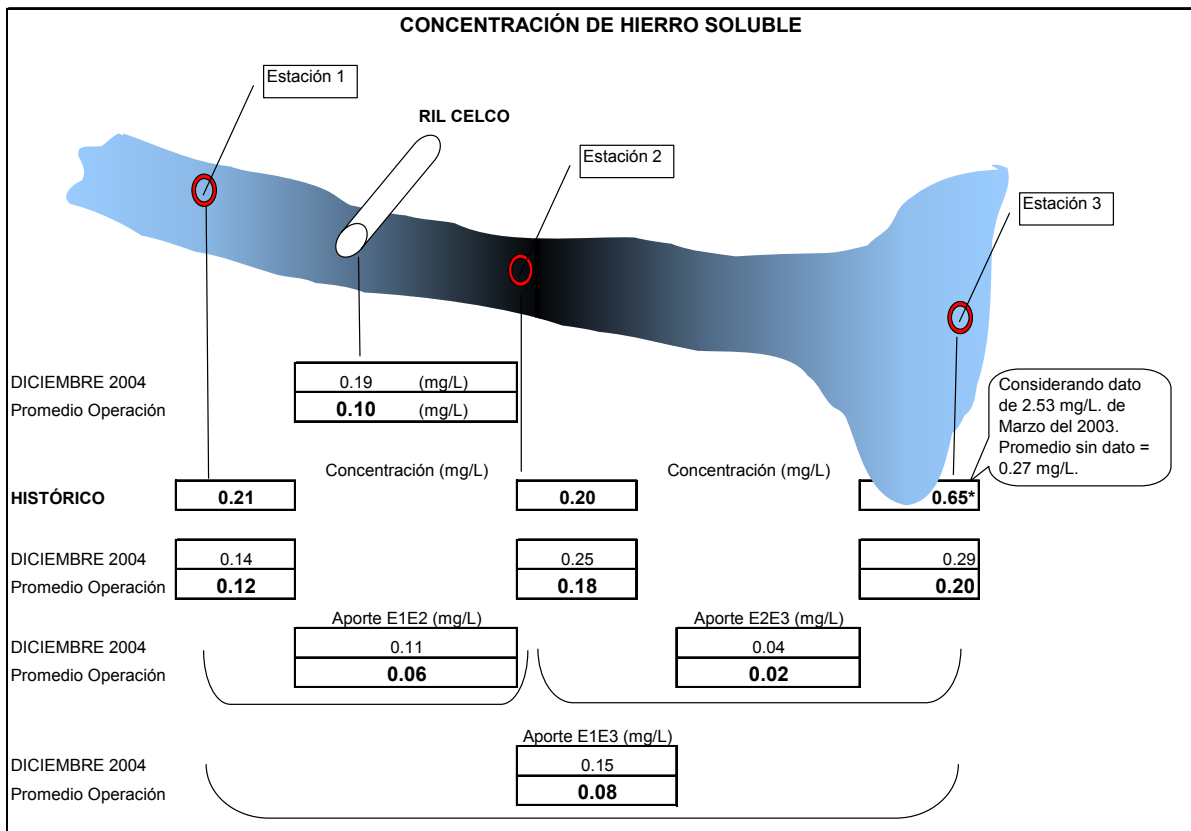 CONCENTRACIÓN DE HIERRO SOLUBLE
Estación 1
RIL CELCO
Estación 2
Estación 3
DICIEMBRE 2004 0.19 (mg/L)
Promedio Operación 0.10 (mg/L)
Considerando dato
de 2.53 mg/L. de
Marzo del 2003.
Promedio sin dato =
0.27 mg/L.
Concentración (mg/L) Concentración (mg/L)
HISTÓRICO 0.21 0.20 0.65*
DICIEMBRE 2004 0.14 0.25 0.29
Promedio Operación 0.12 0.18 0.20
Aporte E1E2 (mg/L) Aporte E2E3 (mg/L)
DICIEMBRE 2004 0.11 0.04
Promedio Operación 0.06 0.02
Aporte E1E3 (mg/L)
DICIEMBRE 2004 0.15
Promedio Operación 0.08